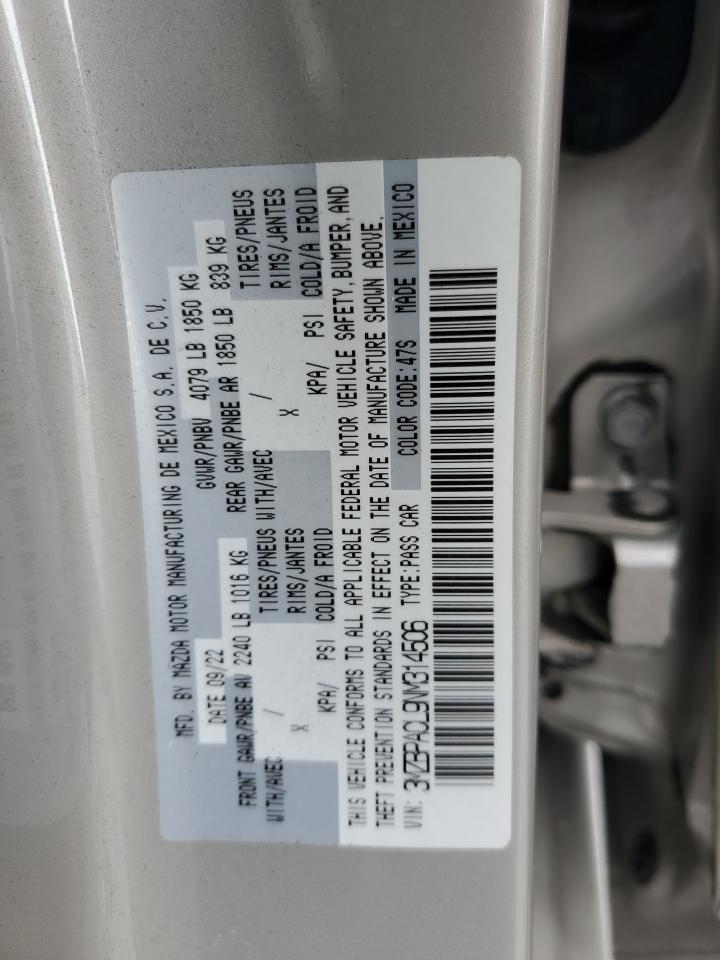 MFD. BY MAZDA MOTOR MANUFACTURING DE MEXICO S.A. DE C.V.
DATE 09/22 GVWR/PNBV 4079 LB 1850 KG
FRONT GAWR/PNBE AV 2240 LB 1016 KG REAR GAWR/PNBE AR 1850 LB 839 KG
WITH/AVEC / TIRES/PNEUS WITH/AVEC / TIRES/PNEUS
X RIMS/JANTES X RIMS/JANTES
KPA/ PSI COLD/A FROID KPA/ PSI COLD/A FROID
THIS VEHICLE CONFORMS TO ALL APPLICABLE FEDERAL MOTOR VEHICLE SAFETY, BUMPER, AND
THEFT PREVENTION STANDARDS IN EFFECT ON THE DATE OF MANUFACTURE SHOWN ABOVE.
VIN: 3MZBPACL9NM314506 TYPE:PASS CAR COLOR CODE:47S MADE IN MEXICO